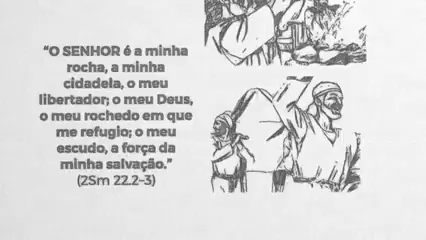 “O SENHOR é a minha
rocha, a minha
cidadela, o meu
libertador; o meu Deus,
o meu rochedo em que
me refugio; o meu
escudo, a força da
minha salvação.”
(2Sm 22.2-3)